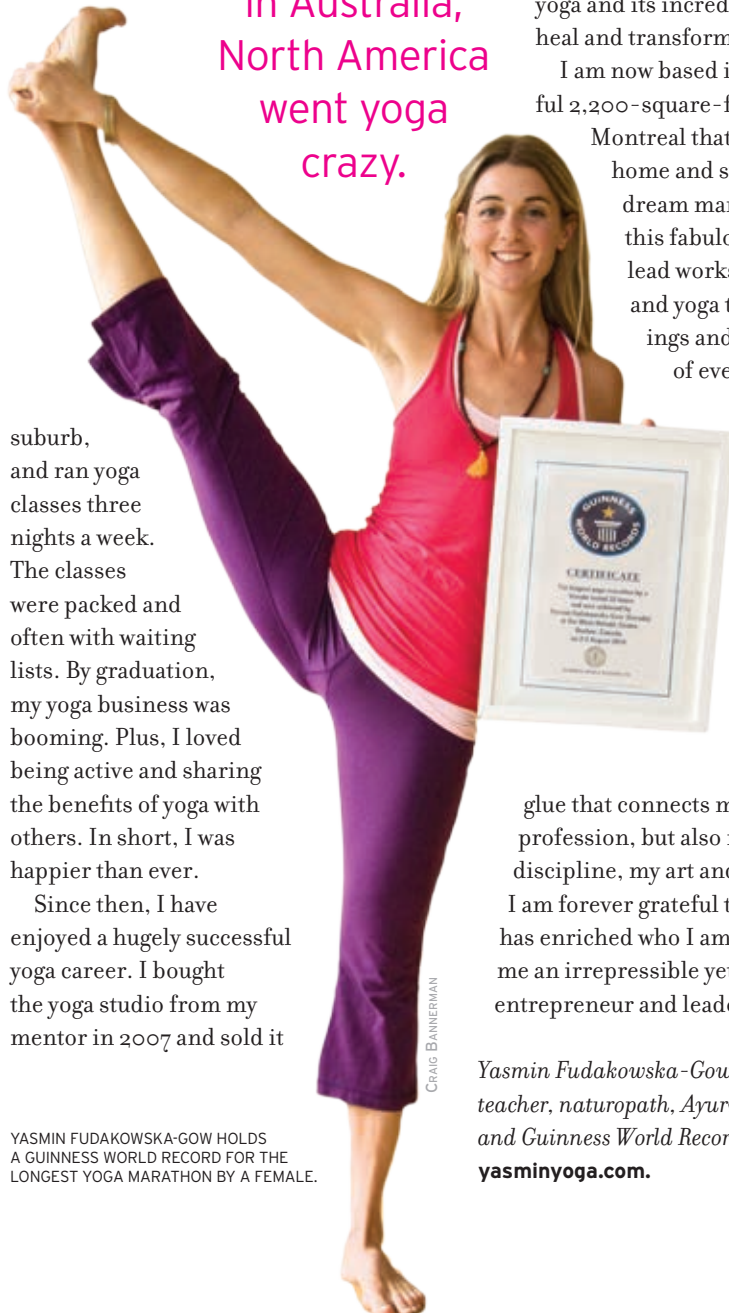 in Australia,
North America
went yoga
crazy.
suburb,
and ran yoga
classes three
nights a week.
The classes
were packed and
often with waiting
lists. By graduation,
my yoga business was
booming. Plus, I loved
being active and sharing
the benefits of yoga with
others. In short, I was
happier than ever.
Since then, I have
enjoyed a hugely successful
yoga career. I bought
the yoga studio from my
mentor in 2007 and sold it
YASMIN FUDAKOWSKA-GOW HOLDS
A GUINNESS WORLD RECORD FOR THE
LONGEST YOGA MARATHON BY A FEMALE.
yoga and its incred
heal and transform
I am now based i
ful 2,200-square-f
Montreal that
home and s
dream mar
this fabulo
lead works
and yoga t
ings and
of eve
GUINNESS
WORLD RECORDS
CERTIFICATE
glue that connects m
profession, but also
discipline, my art and
I am forever grateful t
has enriched who I am
me an irrepressible ye
entrepreneur and lead
CRAIG BANNERMAN
Yasmin Fudakowska-Gow
teacher, naturopath, Ayur
and Guinness World Recor
yasminyoga.com.